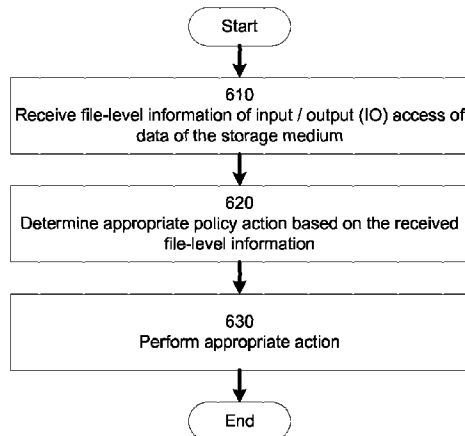 Start
610
Receive file-level information of input / output (IO) access of
data of the storage medium
620
Determine appropriate policy action based on the received
file-level information
630
Perform appropriate action
End